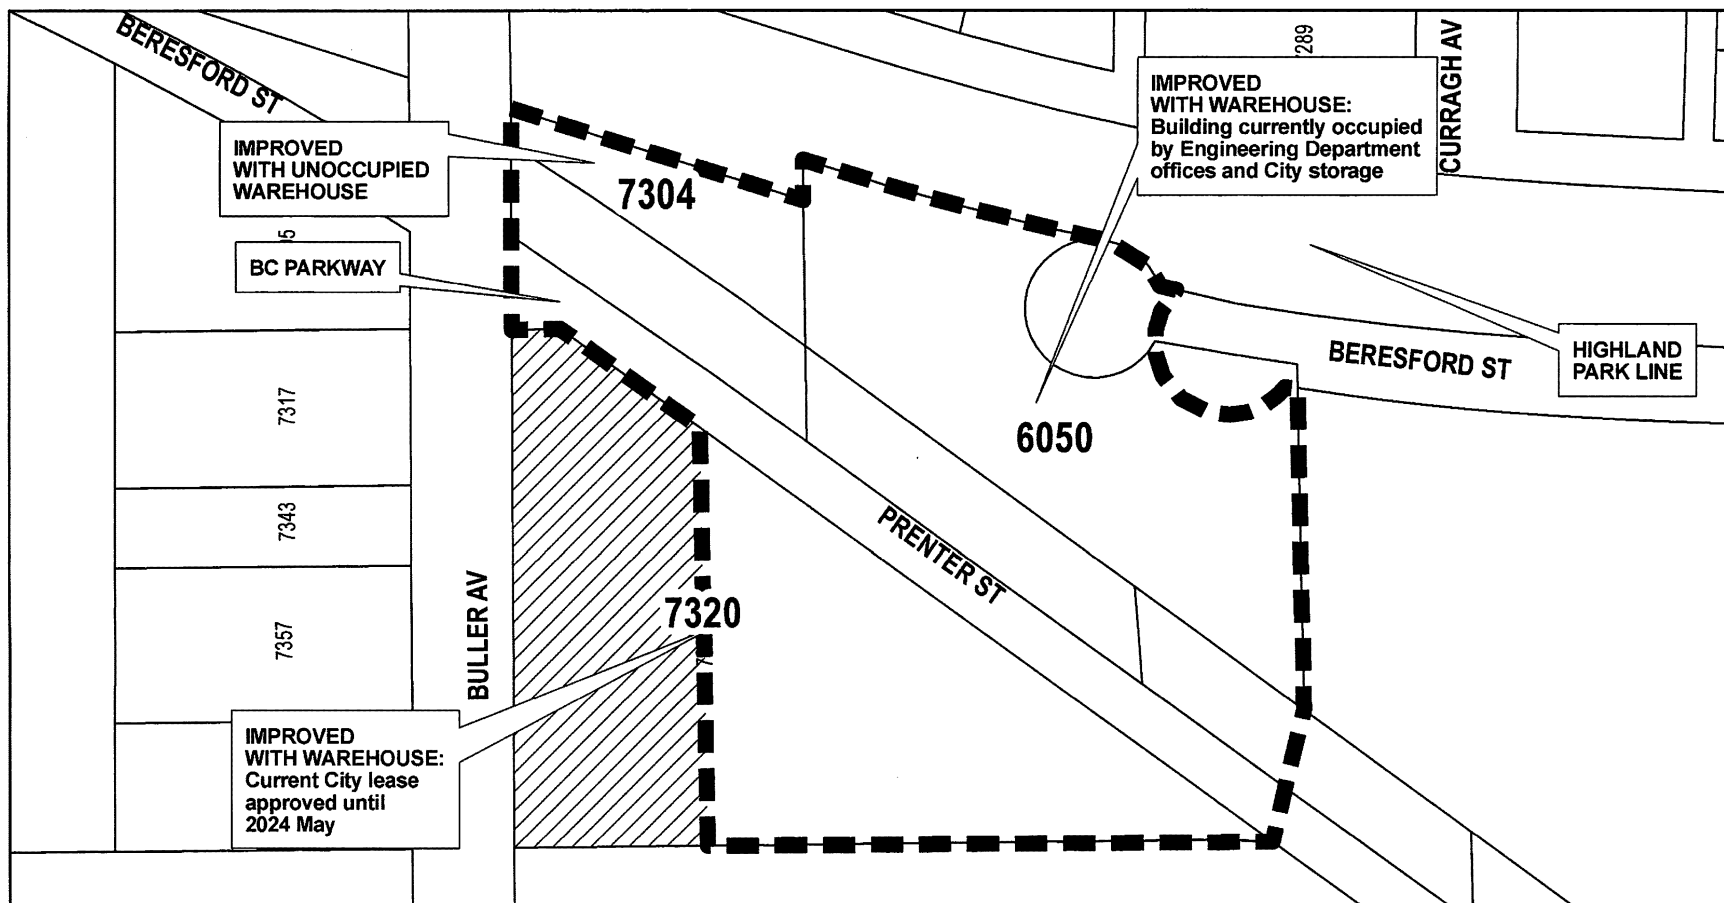 BERESFORD ST
289
CURRAGH AV
IMPROVED
WITH WAREHOUSE:
Building currently occupied
by Engineering Department
offices and City storage
IMPROVED
WITH UNOCCUPIED
WAREHOUSE
7304
BC PARKWAY
BERESFORD ST
HIGHLAND
PARK LINE
7317
6050
7343
PRENTER ST
7320
7357
BULLER AV
IMPROVED
WITH WAREHOUSE:
Current City lease
approved until
2024 May